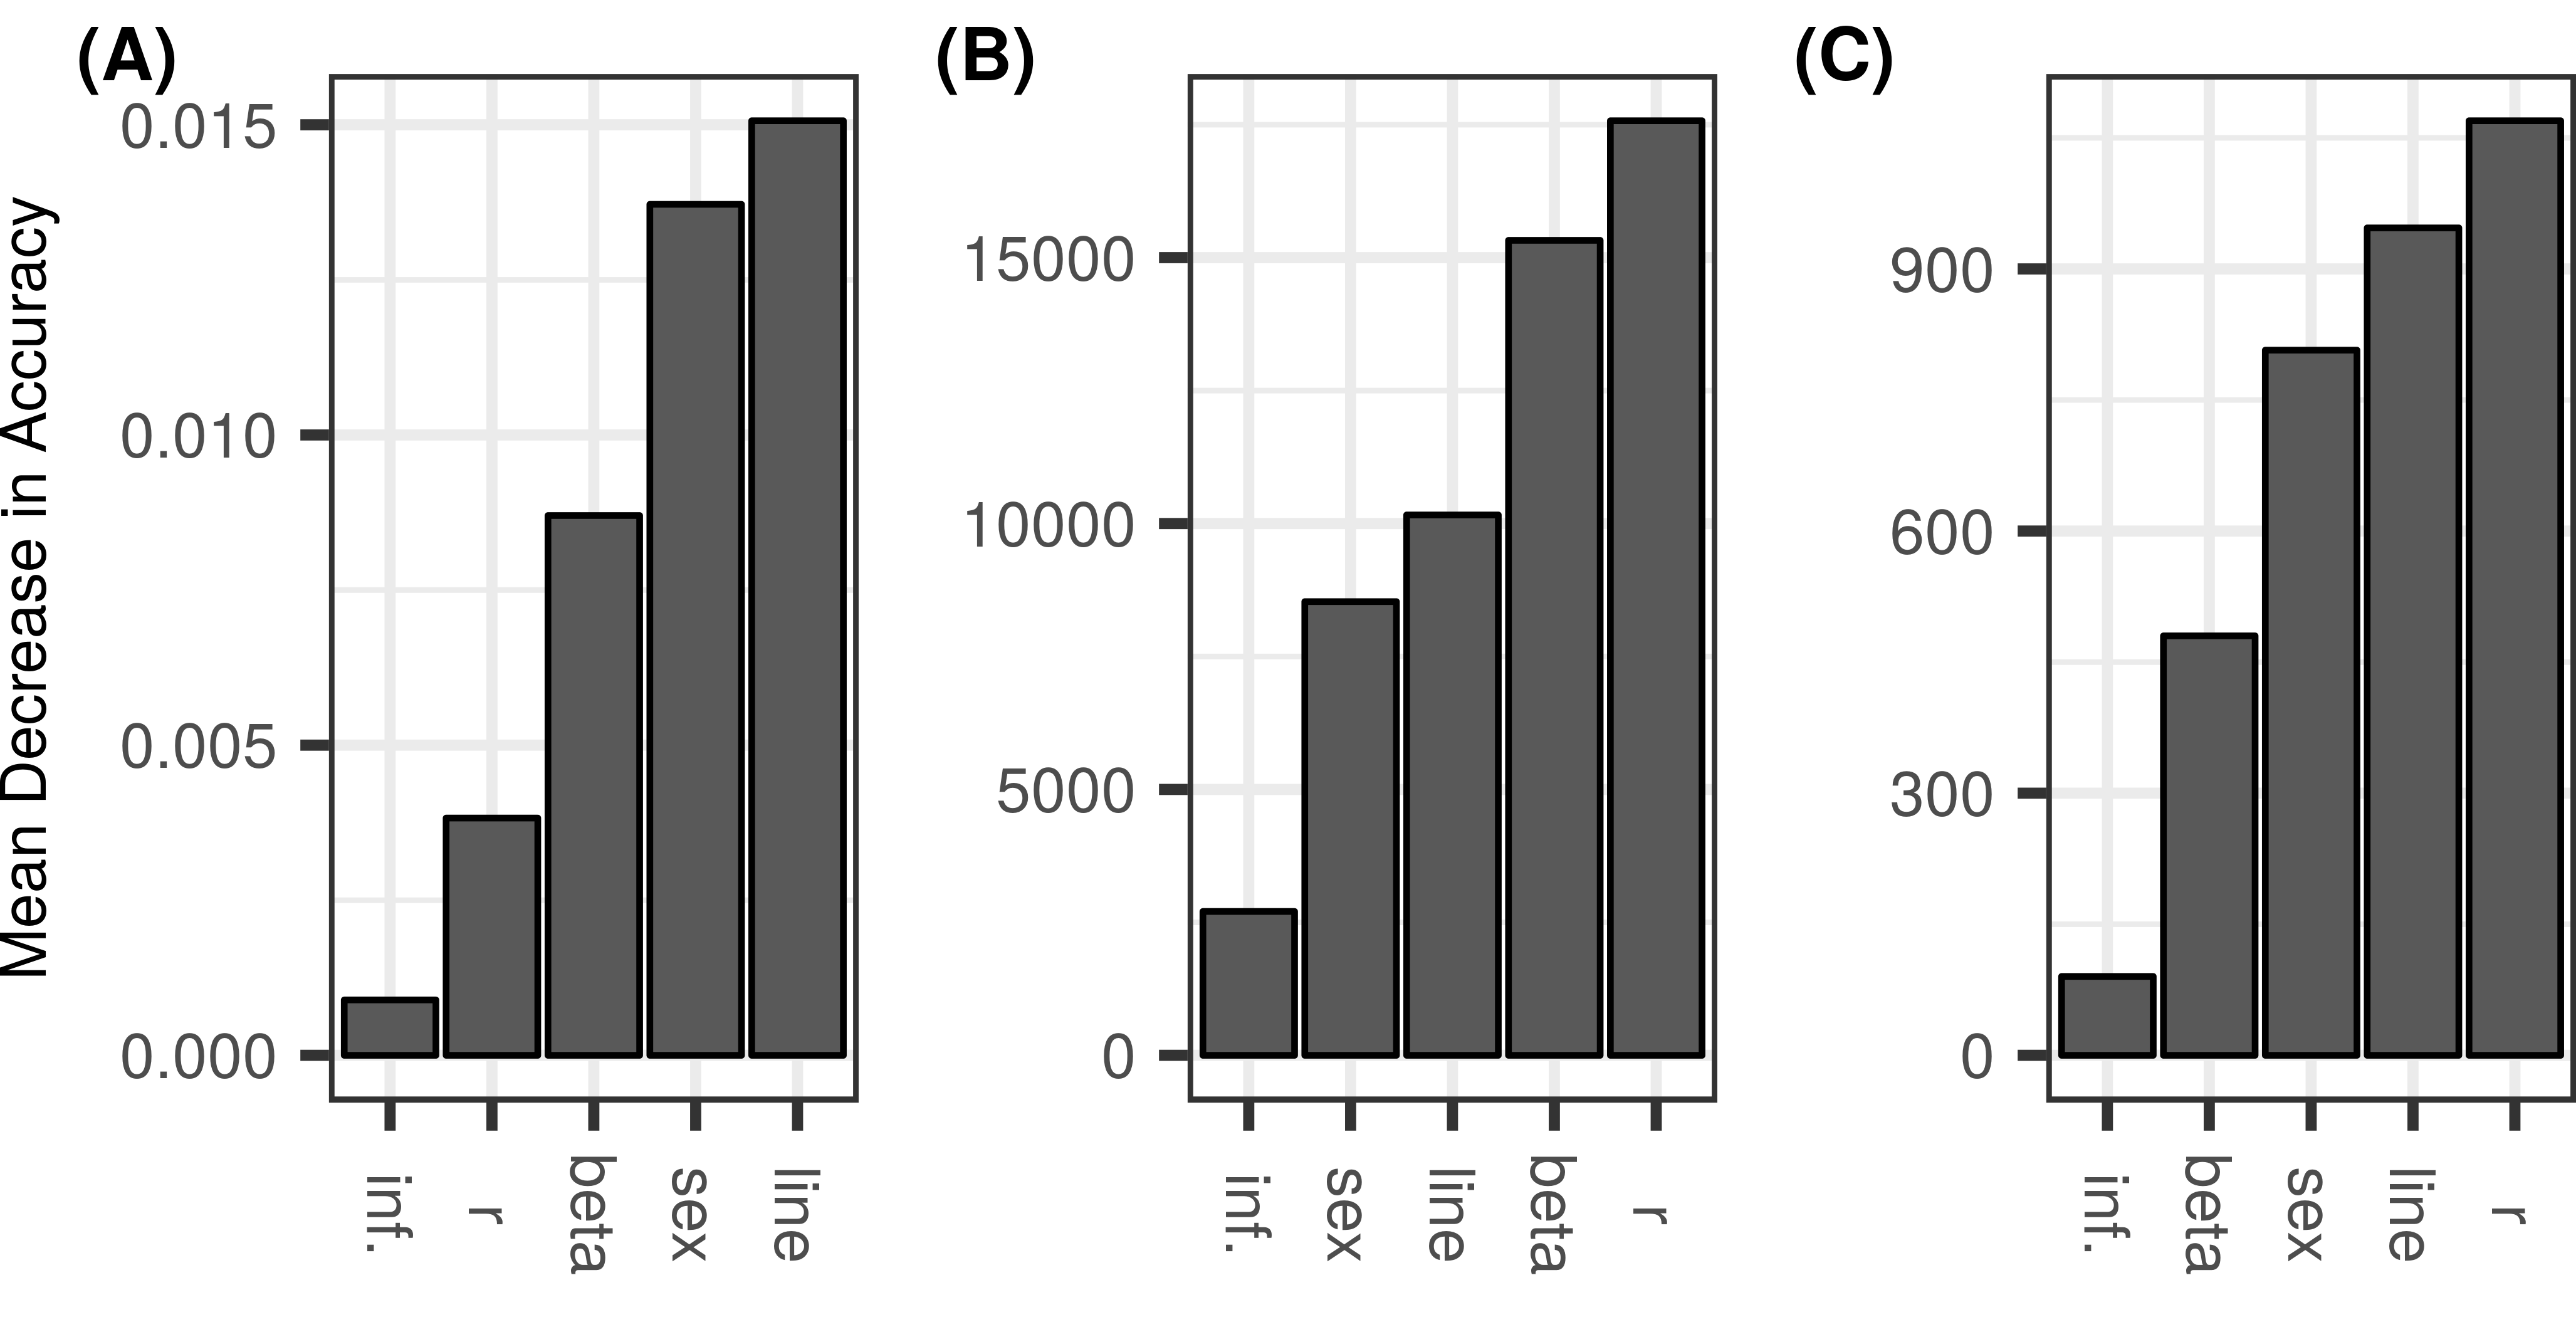 (A)
Mean Decrease in Accuracy
0.015
0.010
0.005
0.000
inf.
r
beta
sex
line
(B)
15000
10000
5000
0
inf.
sex
line
beta
r
(C)
900
600
300
0
inf.
beta
sex
line
r